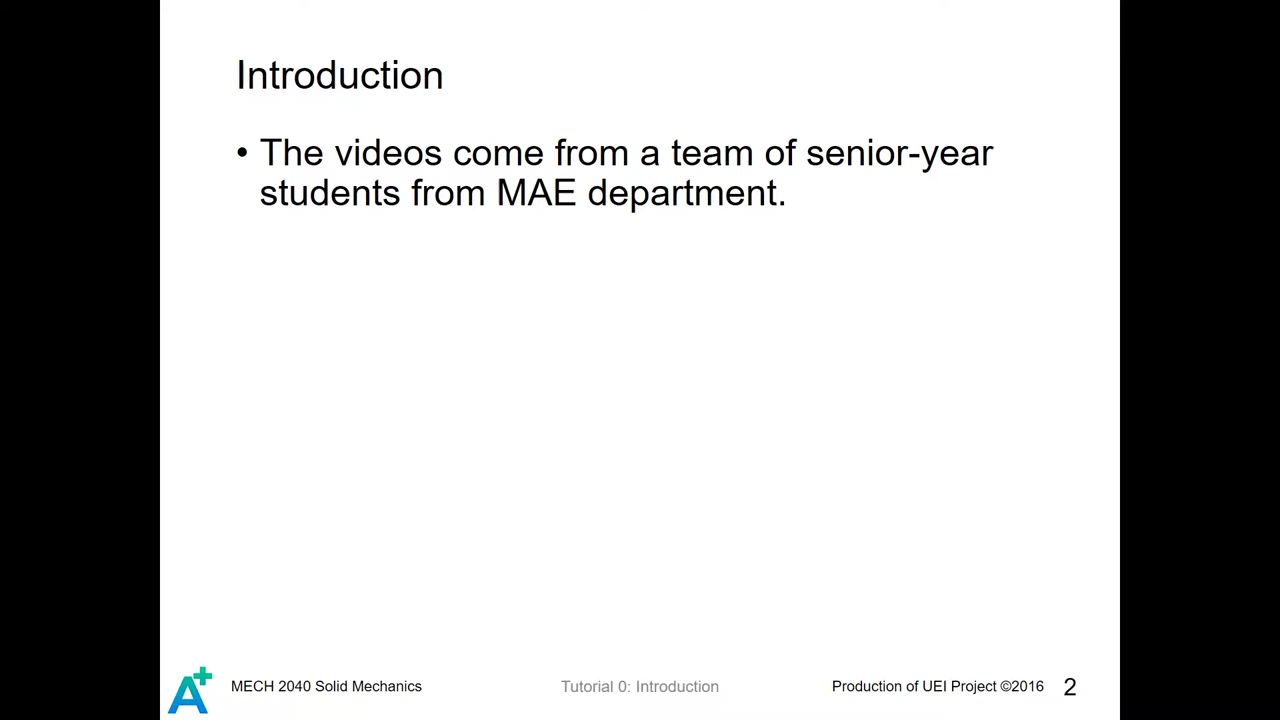 Introduction
• The videos come from a team of senior-year
students from MAE department.
A+
MECH 2040 Solid Mechanics
Tutorial 0: Introduction
Production of UEI Project ©2016
2